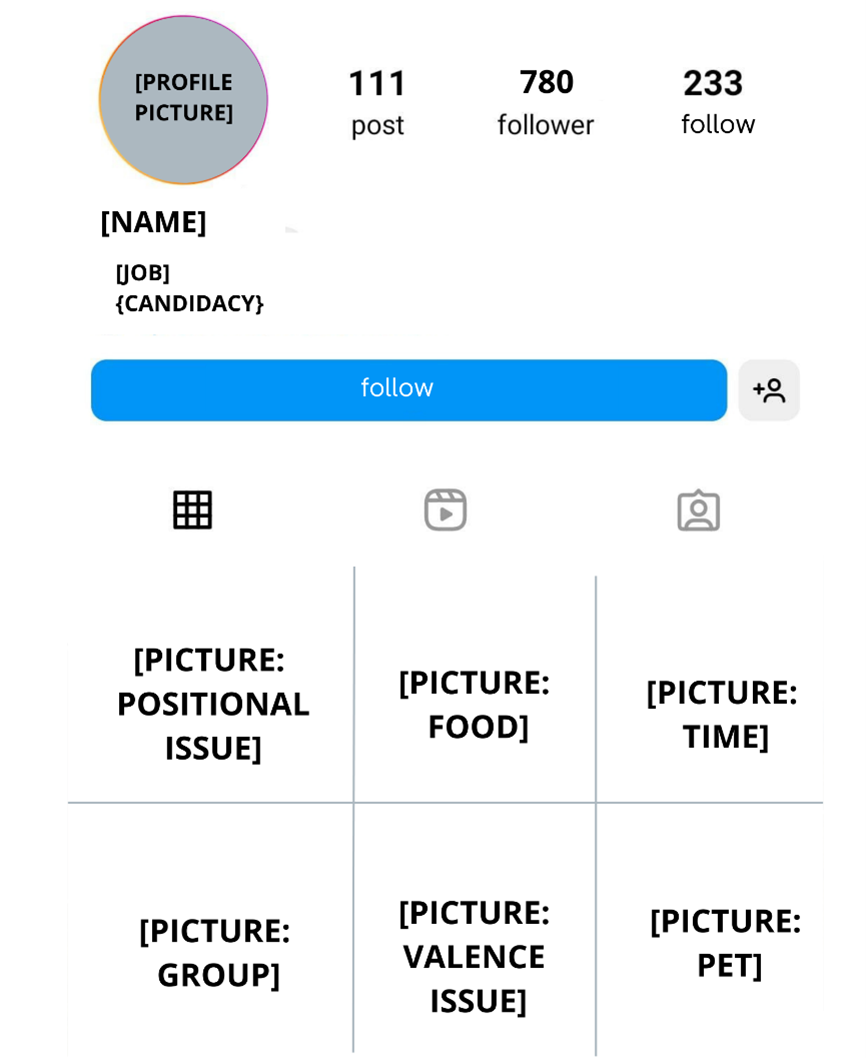 [PROFILE
PICTURE]
111 780 233
post follower follow
[NAME]
[JOB]
{CANDIDACY}
follow
[PICTURE:
POSITIONAL
ISSUE]
[PICTURE:
FOOD]
[PICTURE:
TIME]
[PICTURE:
GROUP]
[PICTURE:
VALENCE
ISSUE]
[PICTURE:
PET]